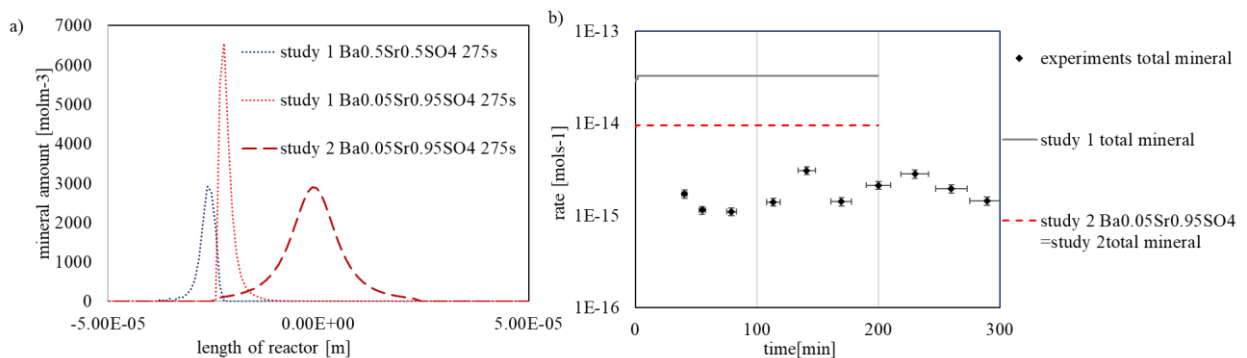 a)
mineral amount [molm-3]
7000
6000
5000
4000
3000
2000
1000
0
-5.00E-05
0.00E+00
5.00E-05
length of reactor [m]
study 1 Ba0.5Sr0.5SO4 275s
study 1 Ba0.05Sr0.95SO4 275s
study 2 Ba0.05Sr0.95SO4 275s
b)
rate [mols-1]
1E-13
1E-14
1E-15
1E-16
0
100
200
300
time[min]
experiments total mineral
study 1 total mineral
study 2 Ba0.05Sr0.95SO4
=study 2total mineral